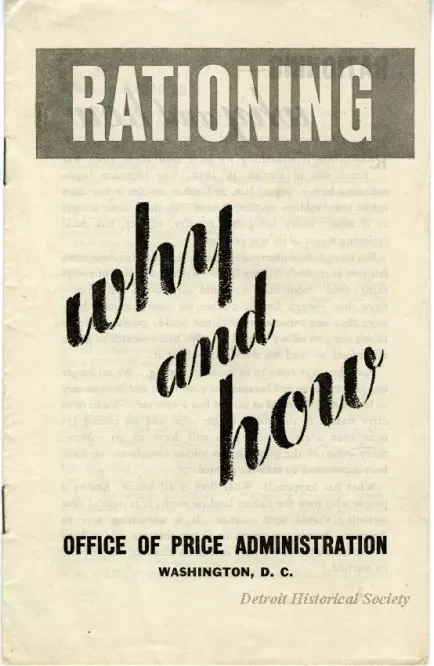 RATIONING
why
and
how
OFFICE OF PRICE ADMINISTRATION
WASHINGTON, D. C.
Detroit Historical Society